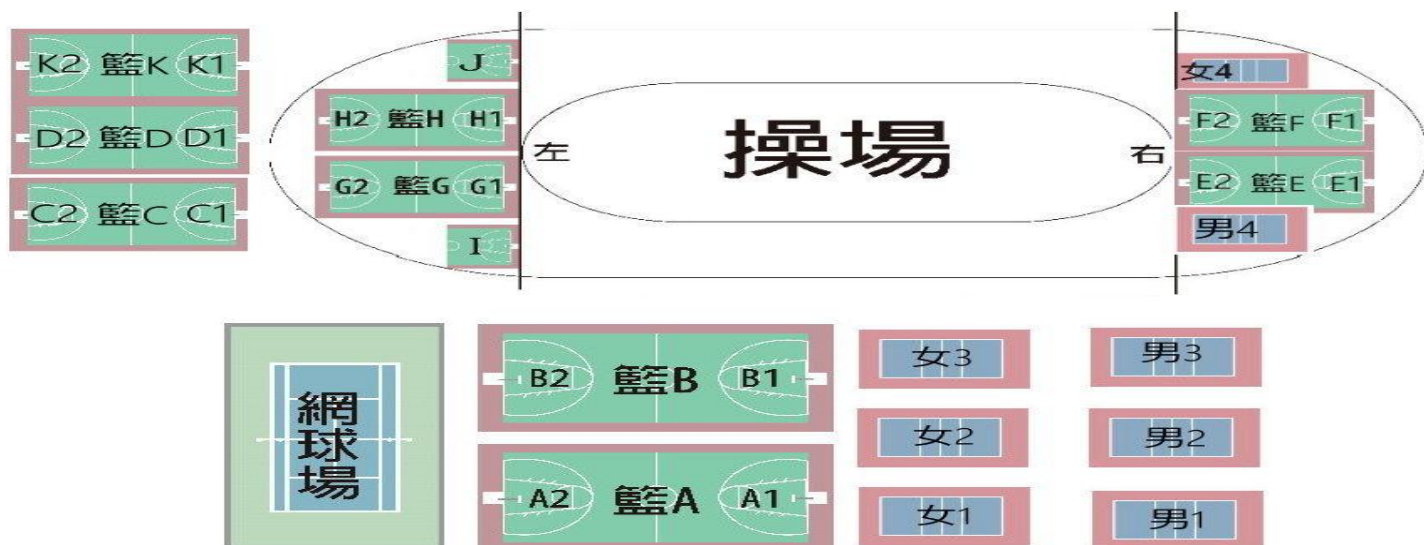 K2 籃K K1
D2 籃D D1
C2 籃C C1
J
H2 籃H H1
G2 籃G G1
I
左
操場
右
女4
F2 籃F F1
E2 籃E E1
男4
網球場
B2 籃B B1
A2 籃A A1
女3
女2
女1
男3
男2
男1